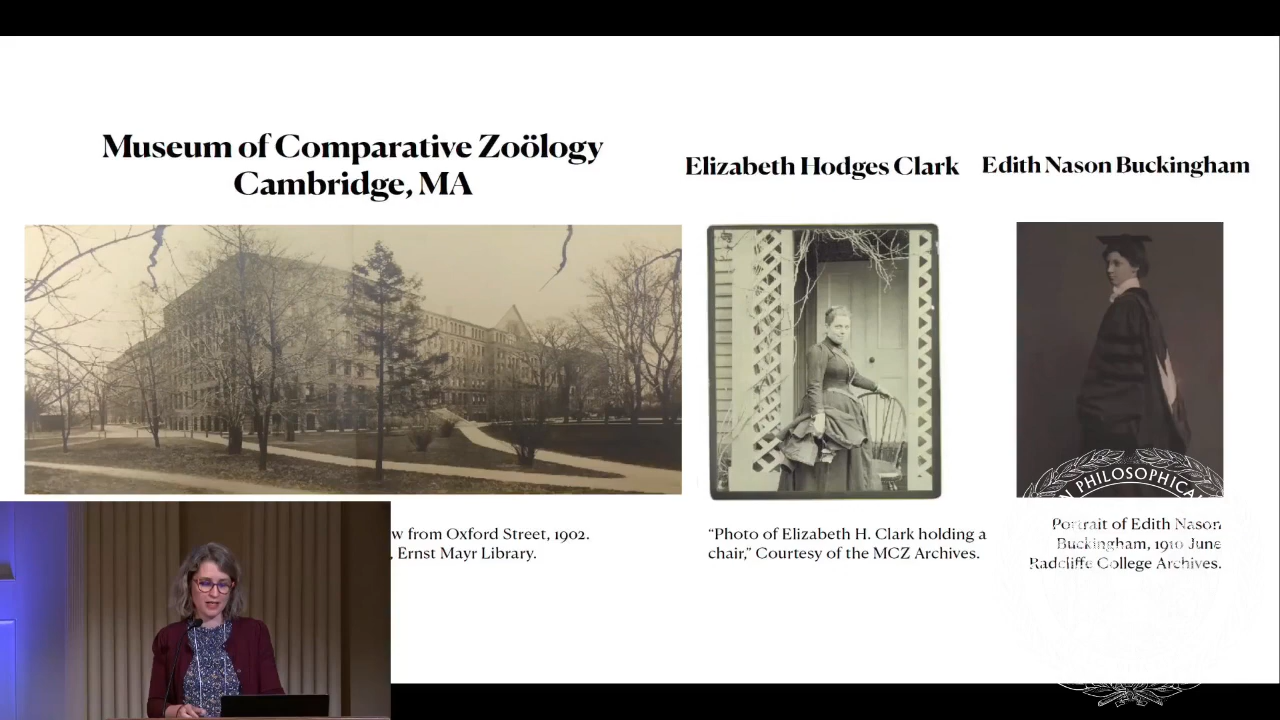 Museum of Comparative Zoölogy
Cambridge, MA
Elizabeth Hodges Clark
Edith Nason Buckingham
w from Oxford Street, 1902.
. Ernst Mayr Library.
“Photo of Elizabeth H. Clark holding a
chair,” Courtesy of the MCZ Archives.
Portrait of Edith Nason
Buckingham, 1910 June
Radcliffe College Archives.
N PHILOSOPHICA